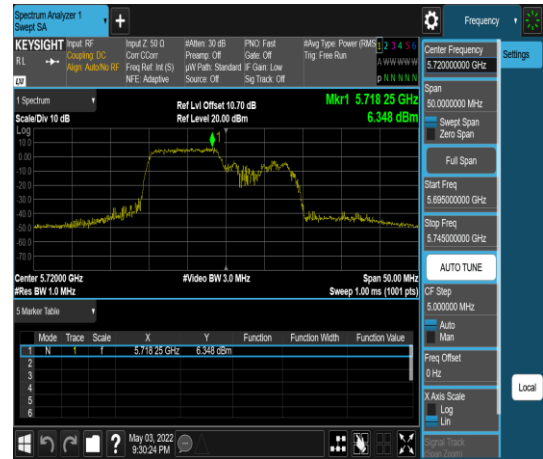 Spectrum Analyzer 1
Swept SA
+
Frequency
KEYSIGHT
RL
Input: RF
Coupling: DC
Align: Auto/No RF
Input Z: 50 Ω
Corr CCorr
Freq Ref: Int (S)
NFE: Adaptive
#Atten: 30 dB
Preamp: Off
µW Path: Standard
Source: Off
PNO: Fast
Gate: Off
IF Gain: Low
Sig Track: Off
#Avg Type: Power (RMS
Trig: Free Run
1 2 3 4 5 6
A W W W W W
P N N N N N
1 Spectrum
Scale/Div 10 dB
Ref Lvl Offset 10.70 dB
Ref Level 20.00 dBm
Mkr1 5.718 25 GHz
6.348 dBm
Log
10.0
0.00
-10.0
-20.0
-30.0
-40.0
-50.0
-60.0
-70.0
1
Center 5.72000 GHz
#Res BW 1.0 MHz
#Video BW 3.0 MHz
Span 50.00 MHz
Sweep 1.00 ms (1001 pts)
5 Marker Table
Mode Trace Scale X Y Function Function Width Function Value
1 N 1 f 5.718 25 GHz 6.348 dBm
2
3
4
5
6
May 03, 2022
9:30:24 PM
Center Frequency
5.720000000 GHz
Settings
Span
50.0000000 MHz
Swept Span
Zero Span
Full Span
Start Freq
5.695000000 GHz
Stop Freq
5.745000000 GHz
AUTO TUNE
CF Step
5.000000 MHz
Auto
Man
Freq Offset
0 Hz
X Axis Scale
Log
Lin
Local
Signal Track
(Span Zoom)